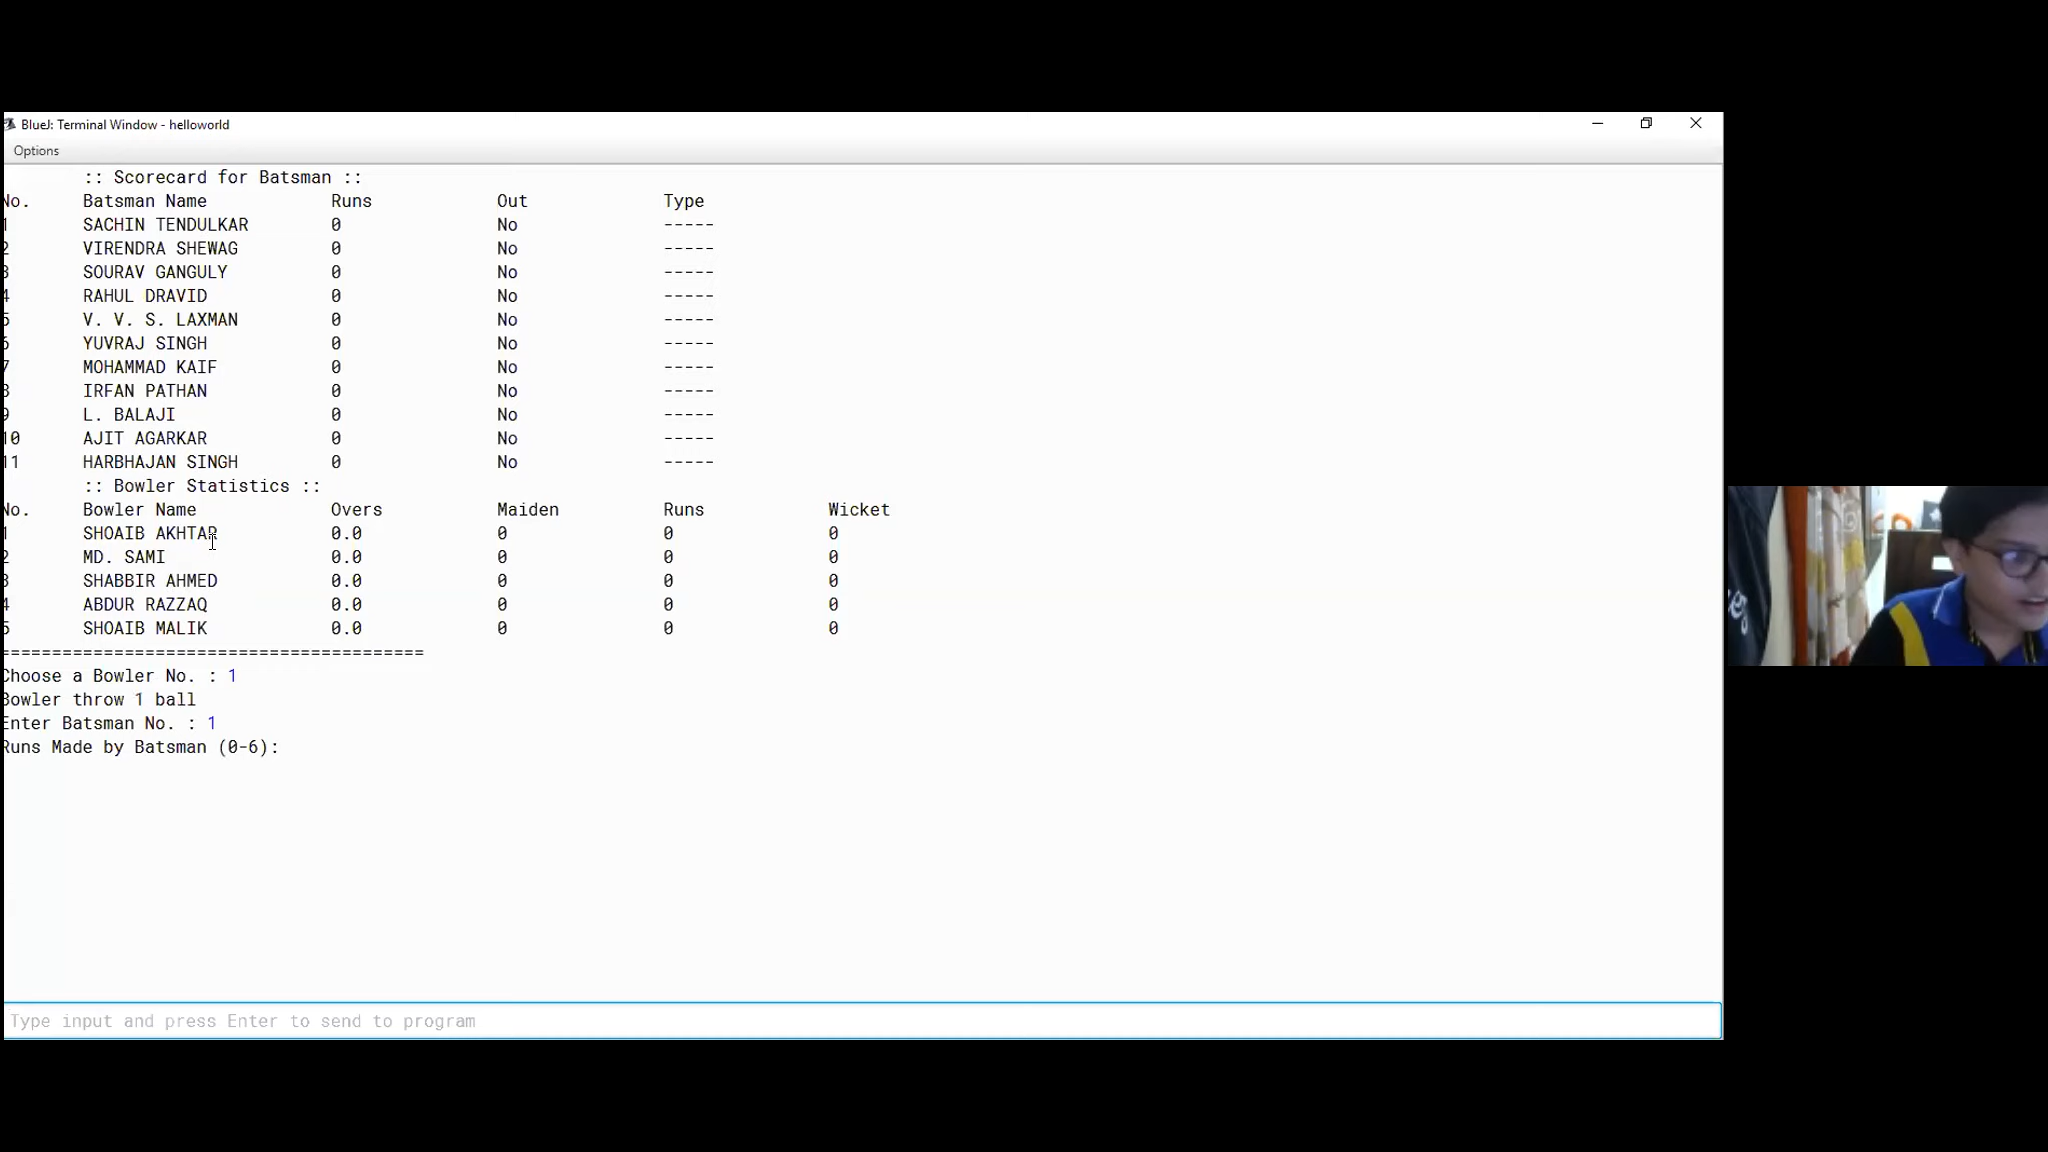 BlueJ: Terminal Window - helloworld
Options
:: Scorecard for Batsman ::
No. Batsman Name Runs Out Type
1 SACHIN TENDULKAR 0 No -----
2 VIRENDRA SHEWAG 0 No -----
3 SOURAV GANGULY 0 No -----
4 RAHUL DRAVID 0 No -----
5 V. V. S. LAXMAN 0 No -----
6 YUVRAJ SINGH 0 No -----
7 MOHAMMAD KAIF 0 No -----
8 IRFAN PATHAN 0 No -----
9 L. BALAJI 0 No -----
10 AJIT AGARKAR 0 No -----
11 HARBHAJAN SINGH 0 No -----
:: Bowler Statistics ::
No. Bowler Name Overs Maiden Runs Wicket
1 SHOAIB AKHTAR 0.0 0 0 0
2 MD. SAMI 0.0 0 0 0
3 SHABBIR AHMED 0.0 0 0 0
4 ABDUR RAZZAQ 0.0 0 0 0
5 SHOAIB MALIK 0.0 0 0 0
=========================================
Choose a Bowler No. : 1
Bowler throw 1 ball
Enter Batsman No. : 1
Runs Made by Batsman (0-6):
Type input and press Enter to send to program